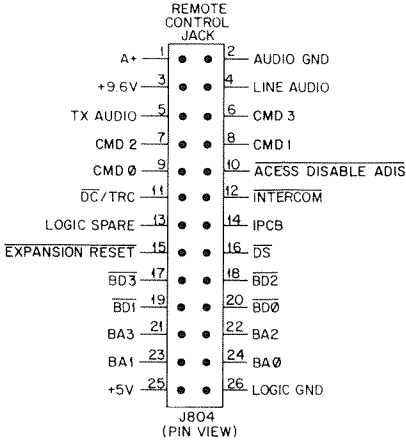 REMOTE
CONTROL
JACK
A+ 1 2 AUDIO GND
+9.6V 3 4 LINE AUDIO
TX AUDIO 5 6 CMD 3
CMD 2 7 8 CMD 1
CMD Ø 9 10 ACESS DISABLE ADIS
DC/TRC 11 12 INTERCOM
LOGIC SPARE 13 14 IPCB
EXPANSION RESET 15 16 DS
BD3 17 18 BD2
BD1 19 20 BDØ
BA3 21 22 BA2
BA1 23 24 BAØ
+5V 25 26 LOGIC GND
J804
(PIN VIEW)